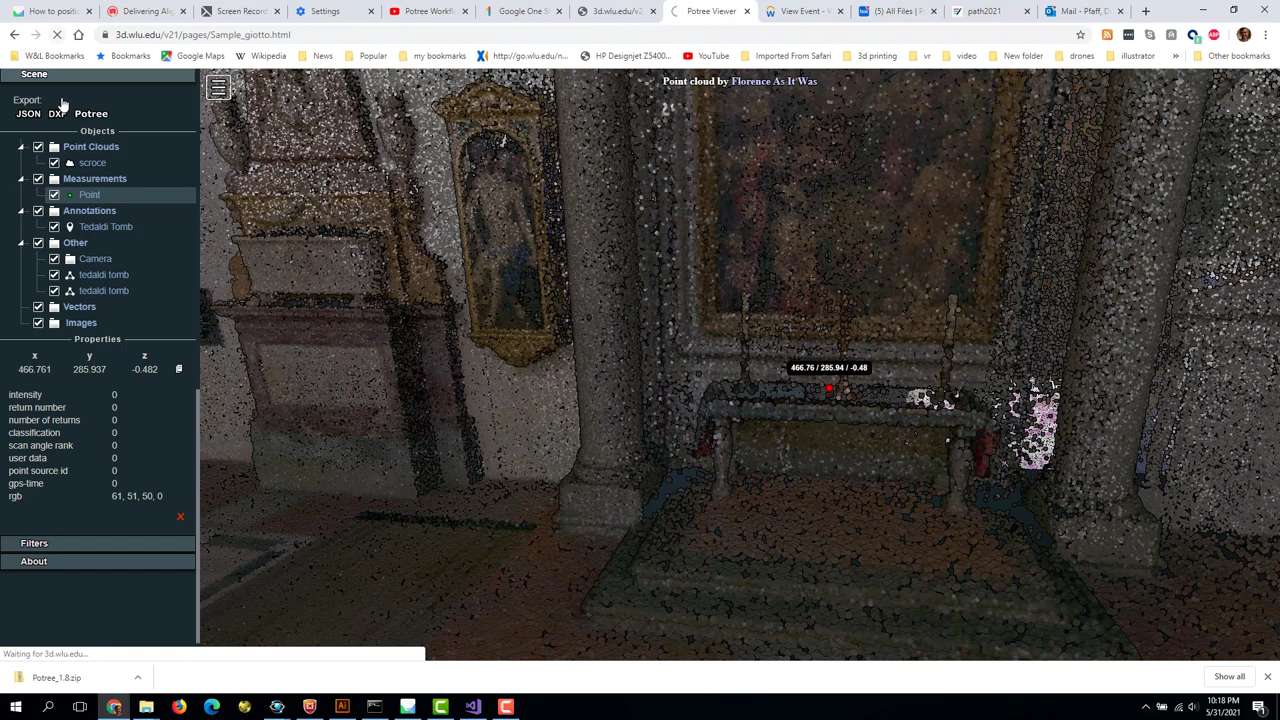 How to positi
Delivering Alig
Screen Record
Settings
Potree Workflo
Google One St
3d.wlu.edu/v2
Potree Viewer
View Event - W
(5) All Files | P
path2021
Mail - Pfaff, D
3d.wlu.edu/v21/pages/Sample_giotto.html
W&L Bookmarks
Bookmarks
Google Maps
Wikipedia
News
Popular
my bookmarks
http://go.wlu.edu/n...
HP Designjet Z5400...
YouTube
Imported From Safari
3d printing
vr
video
New folder
drones
illustrator
»
Other bookmarks
Scene
Export:
JSON DXF Potree
Objects
Point Clouds
scroce
Measurements
Point
Annotations
Tedaldi Tomb
Other
Camera
tedaldi tomb
tedaldi tomb
Vectors
Images
Properties
x y z
466.761 285.937 -0.482
intensity 0
return number 0
number of returns 0
classification 0
scan angle rank 0
user data 0
point source id 0
gps-time 0
rgb 61, 51, 50, 0
Filters
About
Point cloud by Florence As It Was
466.76 / 285.94 / -0.48
Waiting for 3d.wlu.edu...
Potree_1.8.zip
Show all
10:18 PM
5/31/2021